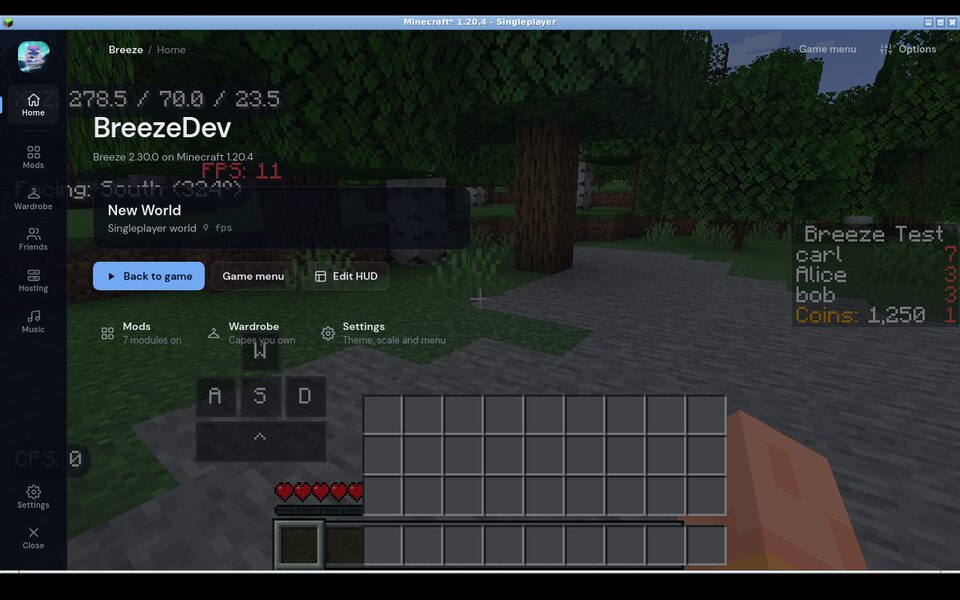 Minecraft* 1.20.4 - Singleplayer
Breeze / Home
Game menu
Options
278.5 / 70.0 / 23.5
Home
BreezeDev
Breeze 2.30.0 on Minecraft 1.20.4
FPS: 11
Mods
Facing: South (324°)
Wardrobe
New World
Singleplayer world 9 fps
Friends
Breeze Test
carl 7
Alice 3
bob 3
Coins: 1,250 1
Back to game
Game menu
Edit HUD
Hosting
Music
Mods
7 modules on
Wardrobe
Capes you own
Settings
Theme, scale and menu
W
A S D
^
CPS: 0
Settings
Close